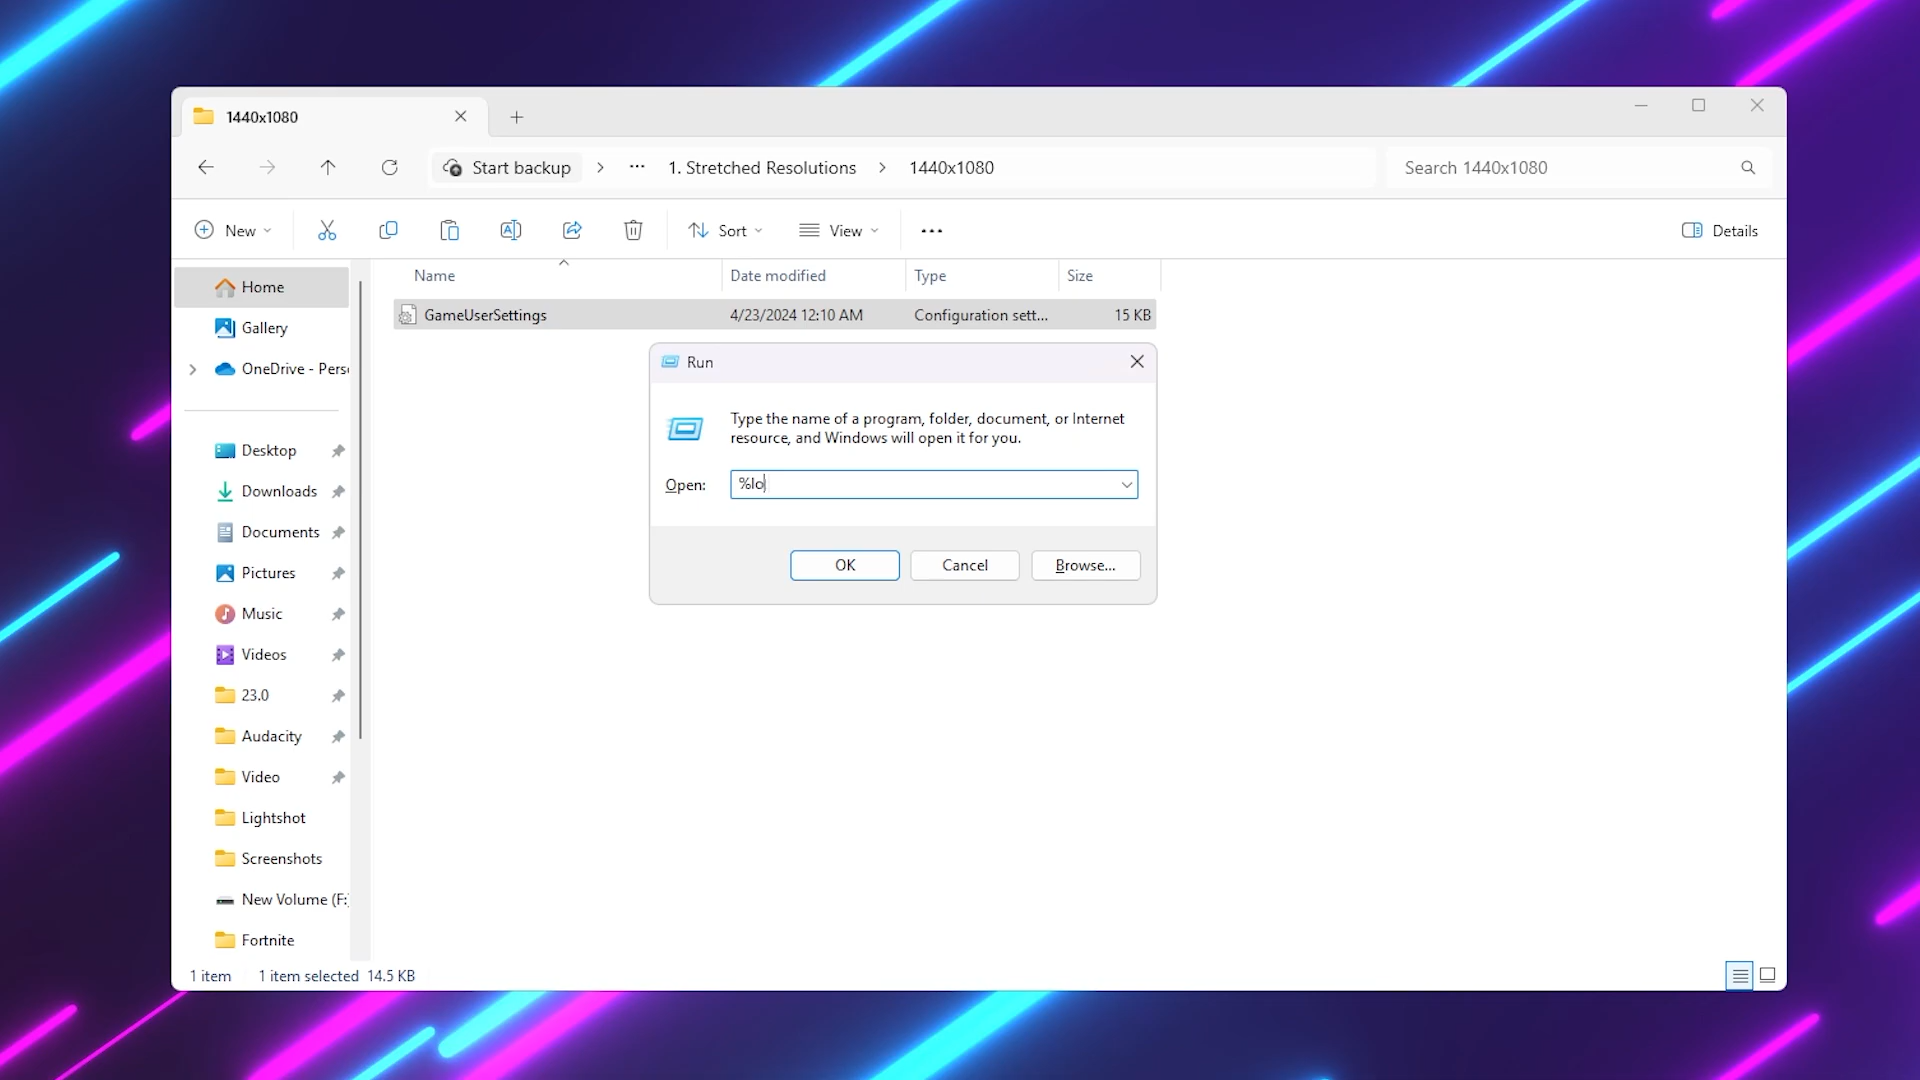 1440x1080
Start backup > ··· 1. Stretched Resolutions > 1440x1080
Search 1440x1080
New
Sort
View
Details
Name Date modified Type Size
GameUserSettings 4/23/2024 12:10 AM Configuration sett... 15 KB
Home
Gallery
OneDrive - Pers
Desktop
Downloads
Documents
Pictures
Music
Videos
23.0
Audacity
Video
Lightshot
Screenshots
New Volume (F:)
Fortnite
1 item 1 item selected 14.5 KB
Run
Type the name of a program, folder, document, or Internet
resource, and Windows will open it for you.
Open: %lo
OK Cancel Browse...